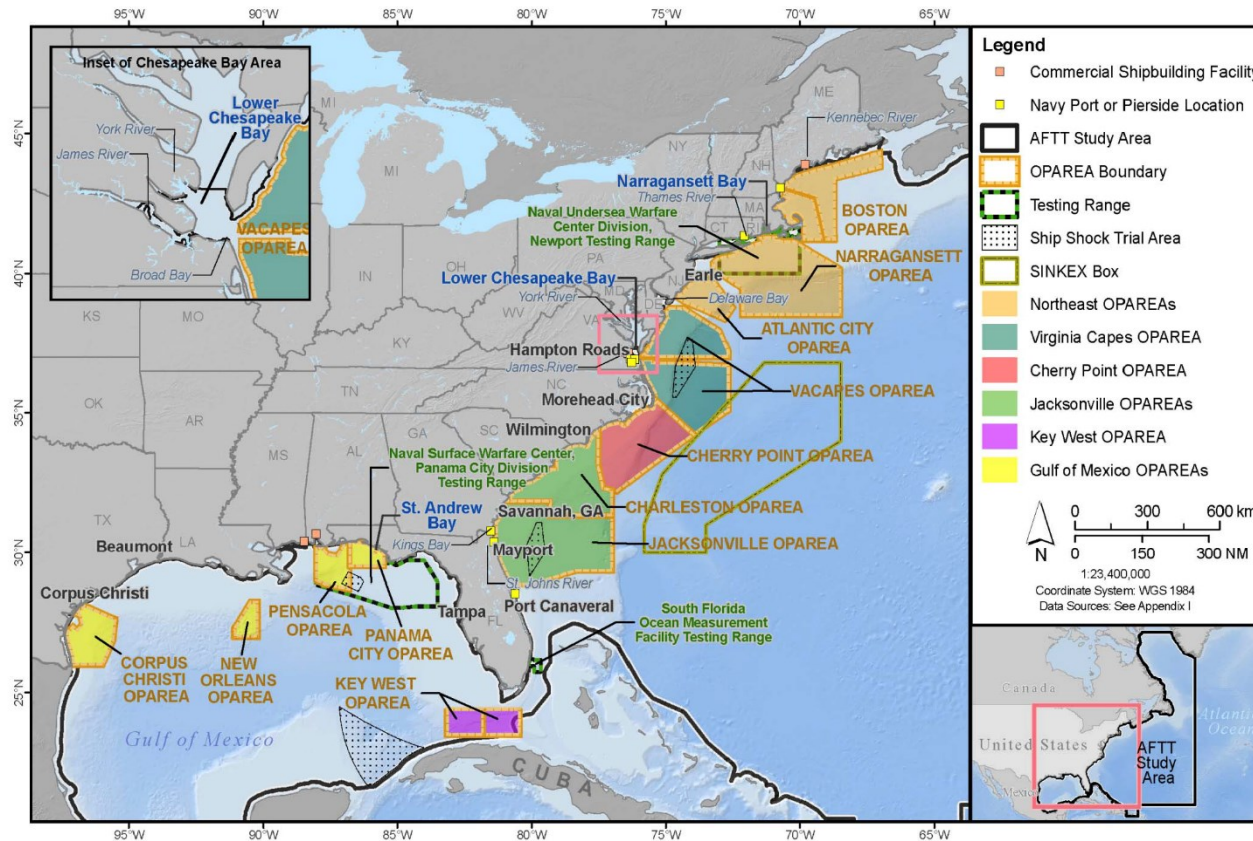 95°W
90°W
85°W
80°W
75°W
70°W
Inset of Chesapeake Bay Area
Lower
Chesapeake
Bay
York River
James River
VACAPES
OPAREA
Broad Bay
45°N
40°N
35°N
30°N
25°N
MI
MI
ME
NY
NH
MA
CT
RI
PA
NJ
OH
IN
IL
MD
DE
WV
VA
KS
MO
KY
TN
NC
OK
AR
SC
MS
AL
GA
TX
LA
FL
Kennebec River
Narragansett Bay
Thames River
Naval Undersea Warfare
Center Division,
Newport Testing Range
BOSTON
OPAREA
NARRAGANSETT
OPAREA
Earle
Lower Chesapeake Bay
York River
Delaware Bay
ATLANTIC CITY
OPAREA
Hampton Roads
James River
VACAPES OPAREA
Morehead City
Wilmington
CHERRY POINT OPAREA
Naval Surface Warfare Center,
Panama City Division
Testing Range
CHARLESTON OPAREA
Savannah, GA
St. Andrew
Bay
JACKSONVILLE OPAREA
Kings Bay
Mayport
Beaumont
St. Johns River
Corpus Christi
Port Canaveral
Tampa
PENSACOLA
OPAREA
PANAMA
CITY OPAREA
South Florida
Ocean Measurement
Facility Testing Range
CORPUS
CHRISTI
OPAREA
NEW
ORLEANS
OPAREA
KEY WEST
OPAREA
Gulf of Mexico
CUBA
95°W
90°W
85°W
80°W
75°W
70°W
65°W
Legend
Commercial Shipbuilding Facility
Navy Port or Pierside Location
AFTT Study Area
OPAREA Boundary
Testing Range
Ship Shock Trial Area
SINKEX Box
Northeast OPAREAs
Virginia Capes OPAREA
Cherry Point OPAREA
Jacksonville OPAREAs
Key West OPAREA
Gulf of Mexico OPAREAs
N
0 300 600 km
0 150 300 NM
1:23,400,000
Coordinate System: WGS 1984
Data Sources: See Appendix I
Canada
United States
Mexico
Atlantic
AFTT
Study
Area